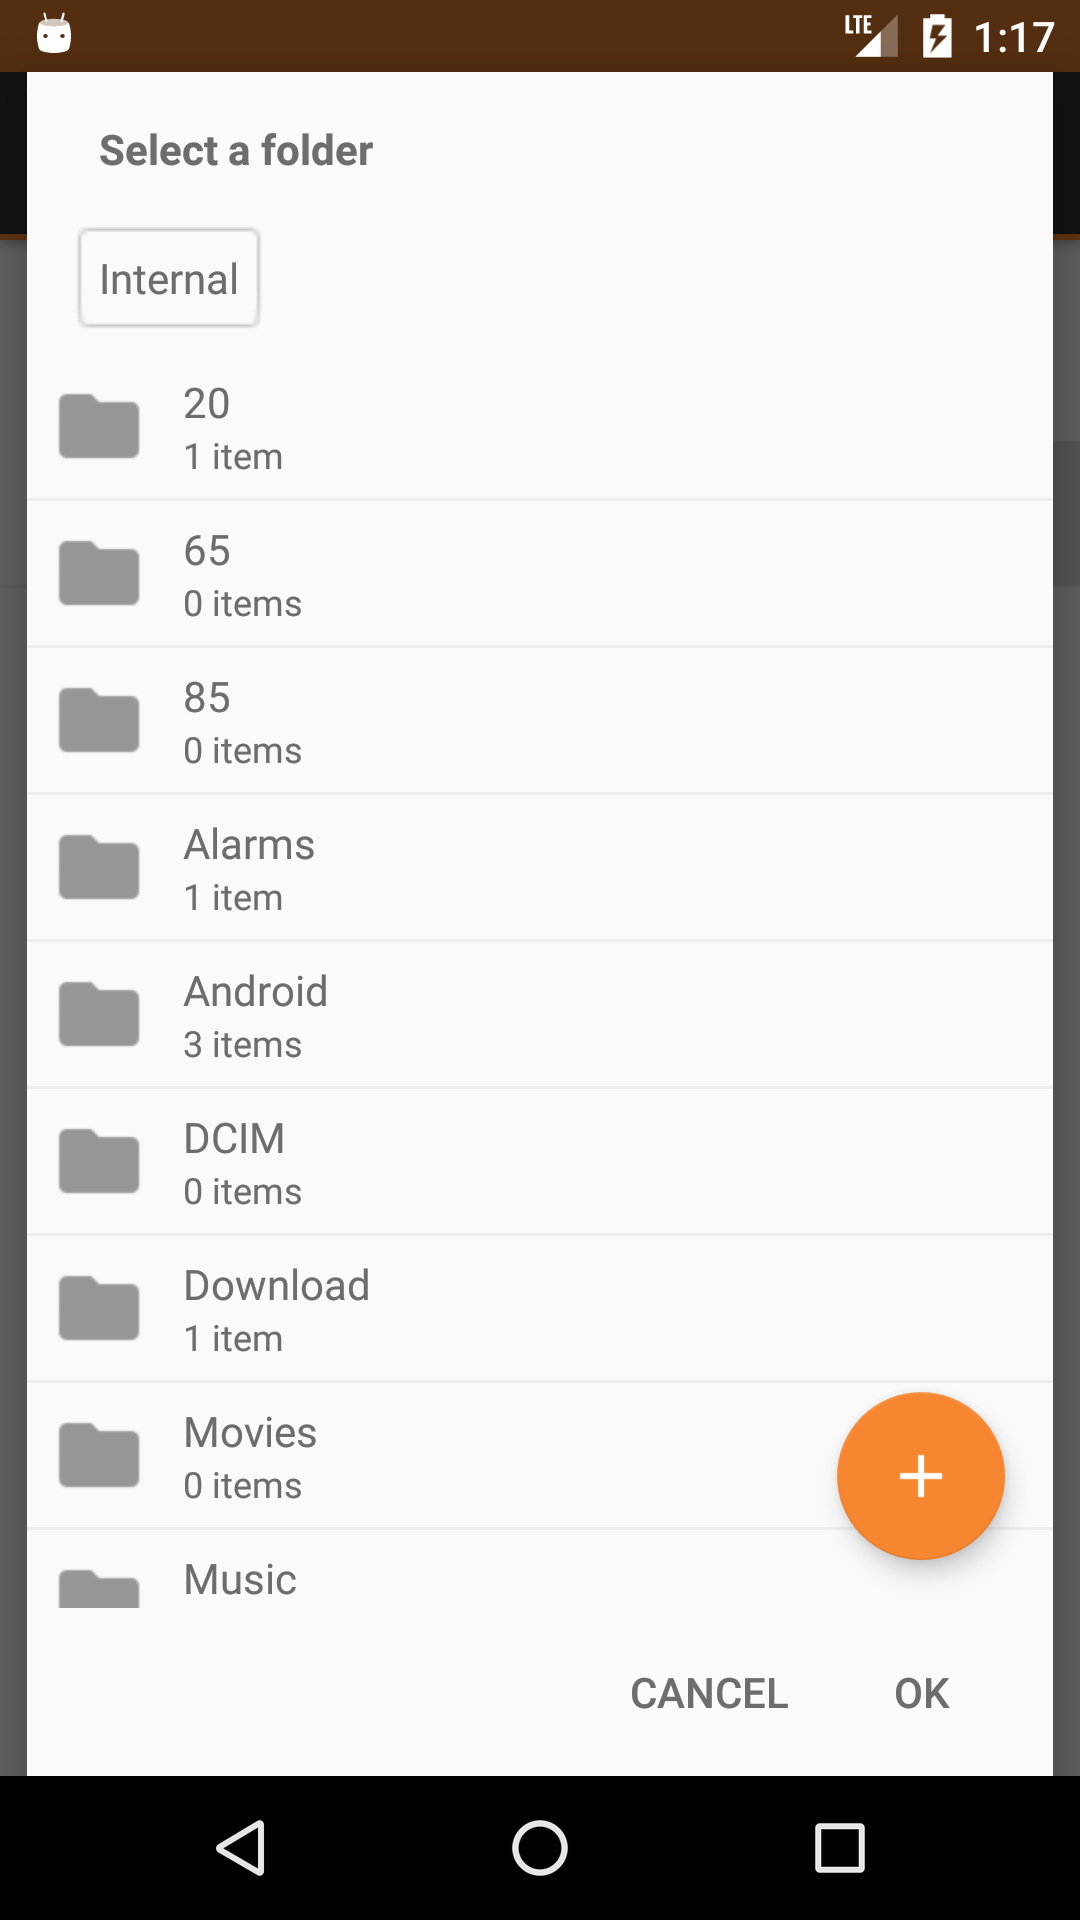 LTE 1:17
Select a folder
Internal
20
1 item
65
0 items
85
0 items
Alarms
1 item
Android
3 items
DCIM
0 items
Download
1 item
Movies
0 items
Music
CANCEL OK